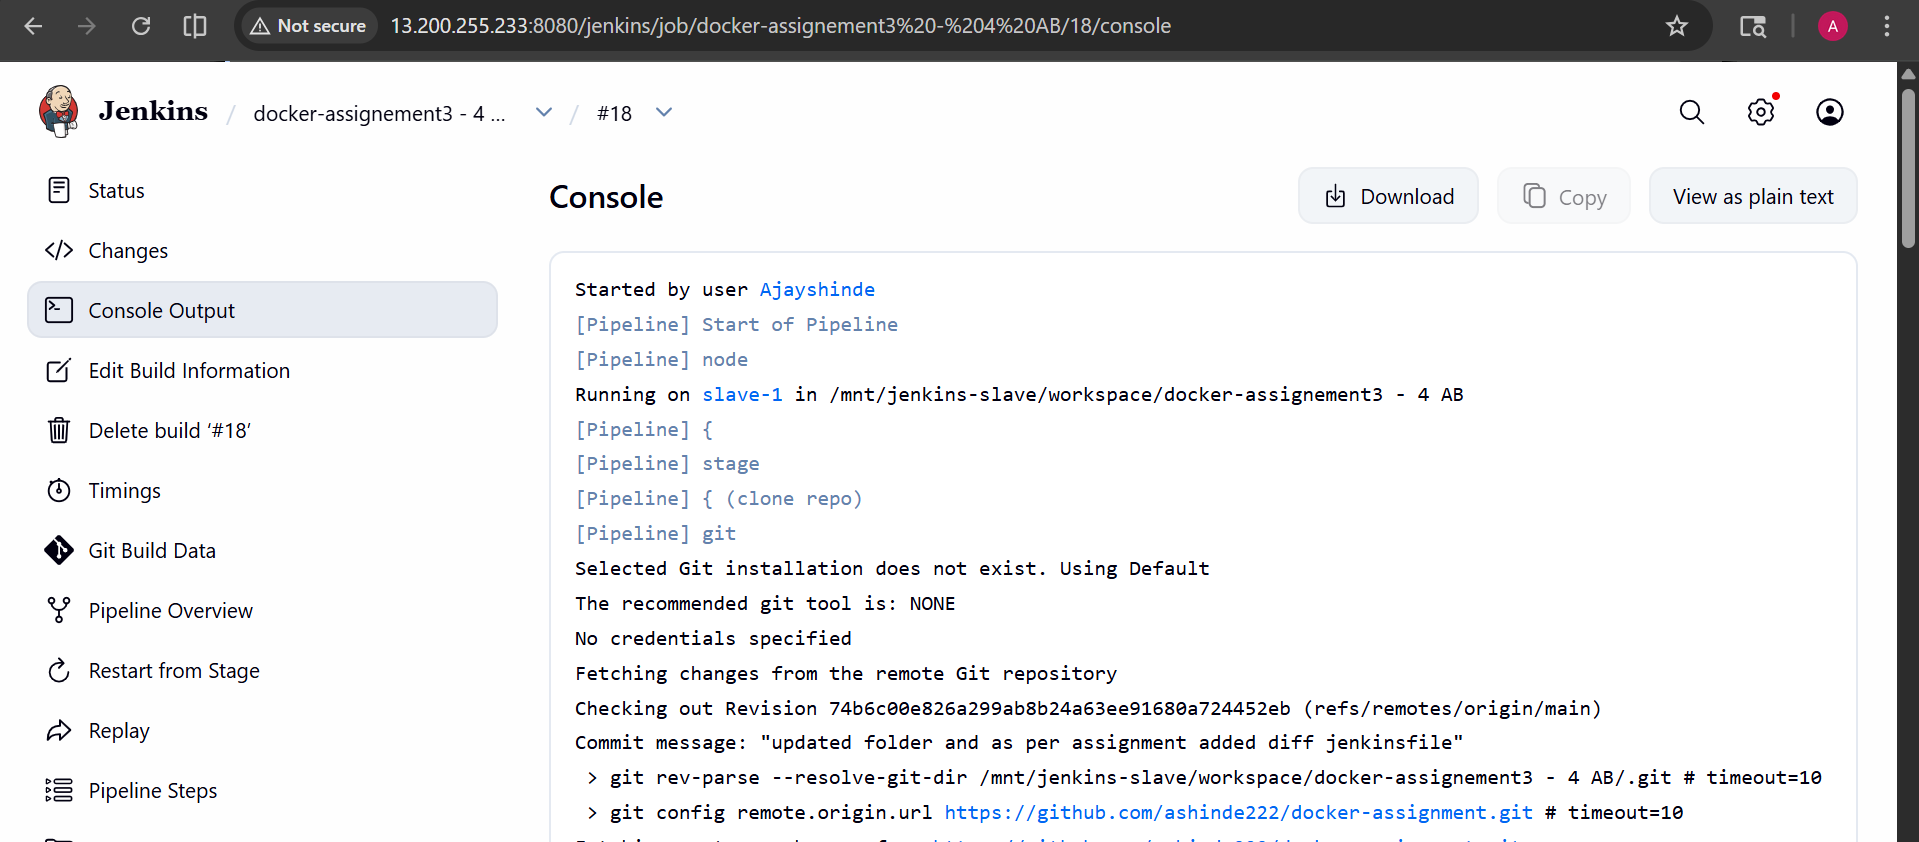 Not secure 13.200.255.233:8080/jenkins/job/docker-assignement3%20-%204%20AB/18/console
A
Jenkins / docker-assignement3 - 4 ... / #18
Status
Changes
Console Output
Edit Build Information
Delete build ‘#18’
Timings
Git Build Data
Pipeline Overview
Restart from Stage
Replay
Pipeline Steps
Console
Download
Copy
View as plain text
Started by user Ajayshinde
[Pipeline] Start of Pipeline
[Pipeline] node
Running on slave-1 in /mnt/jenkins-slave/workspace/docker-assignement3 - 4 AB
[Pipeline] {
[Pipeline] stage
[Pipeline] { (clone repo)
[Pipeline] git
Selected Git installation does not exist. Using Default
The recommended git tool is: NONE
No credentials specified
Fetching changes from the remote Git repository
Checking out Revision 74b6c00e826a299ab8b24a63ee91680a724452eb (refs/remotes/origin/main)
Commit message: "updated folder and as per assignment added diff jenkinsfile"
> git rev-parse --resolve-git-dir /mnt/jenkins-slave/workspace/docker-assignement3 - 4 AB/.git # timeout=10
> git config remote.origin.url https://github.com/ashinde222/docker-assignment.git # timeout=10